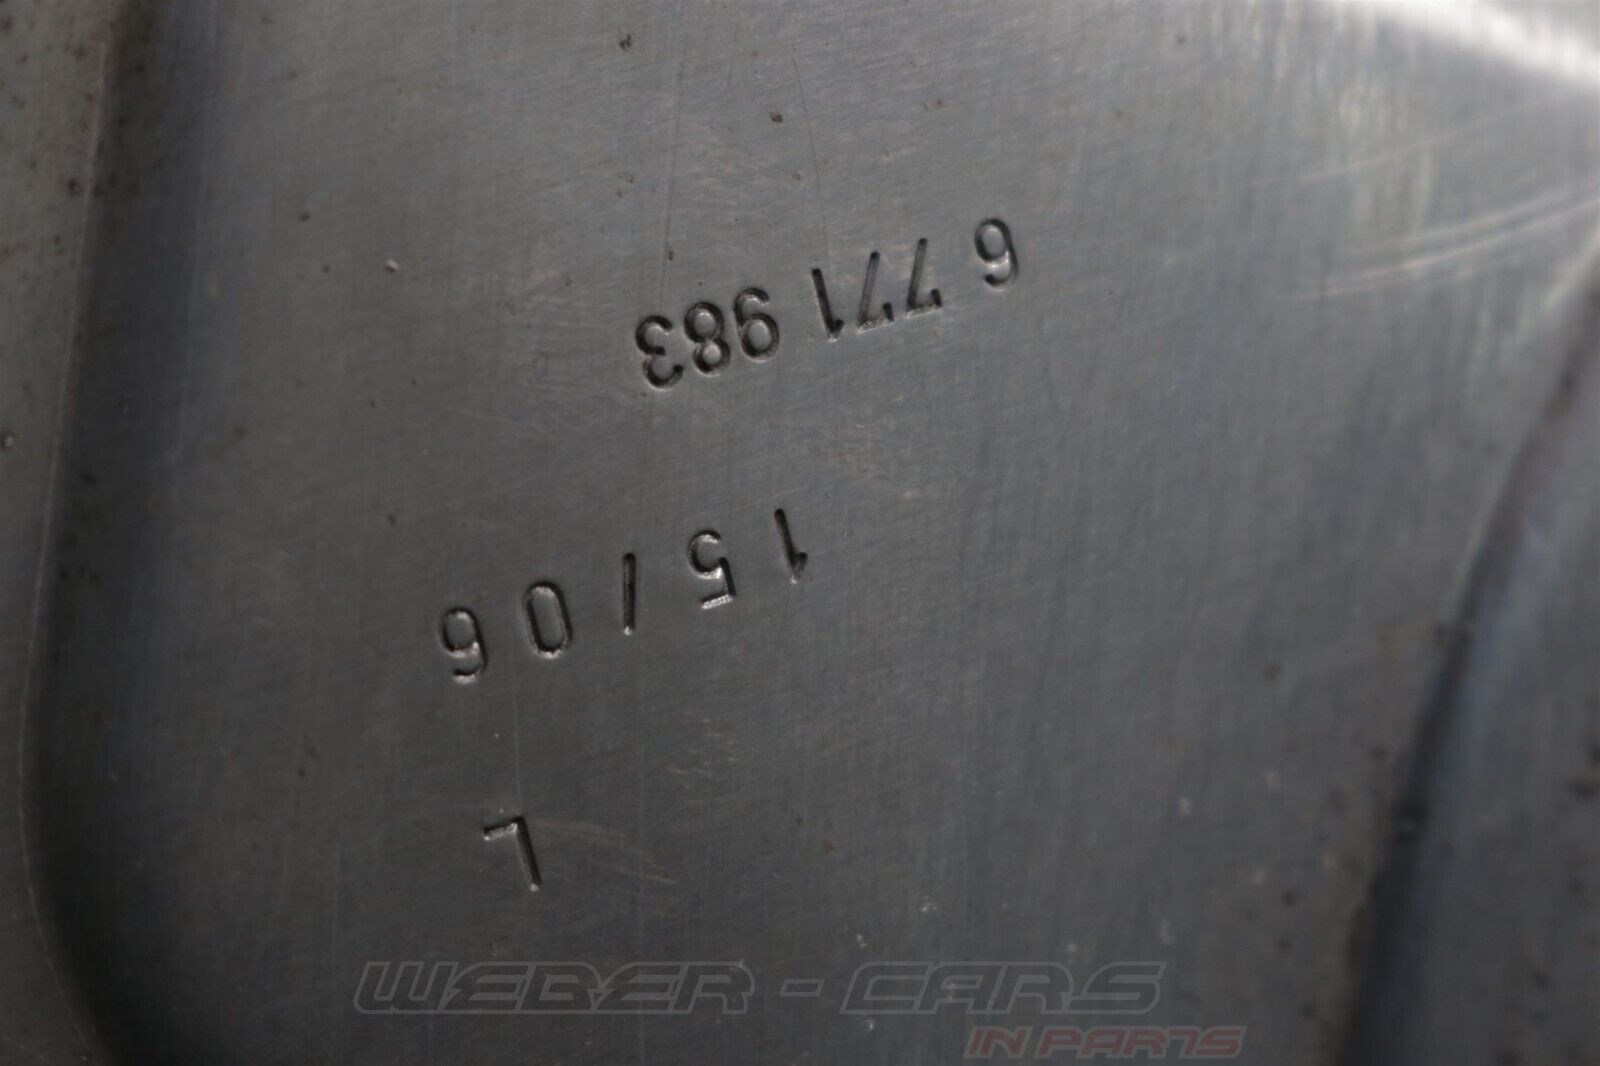 6 771 983
15/06
L
WEBER-CARS
IN PARTS